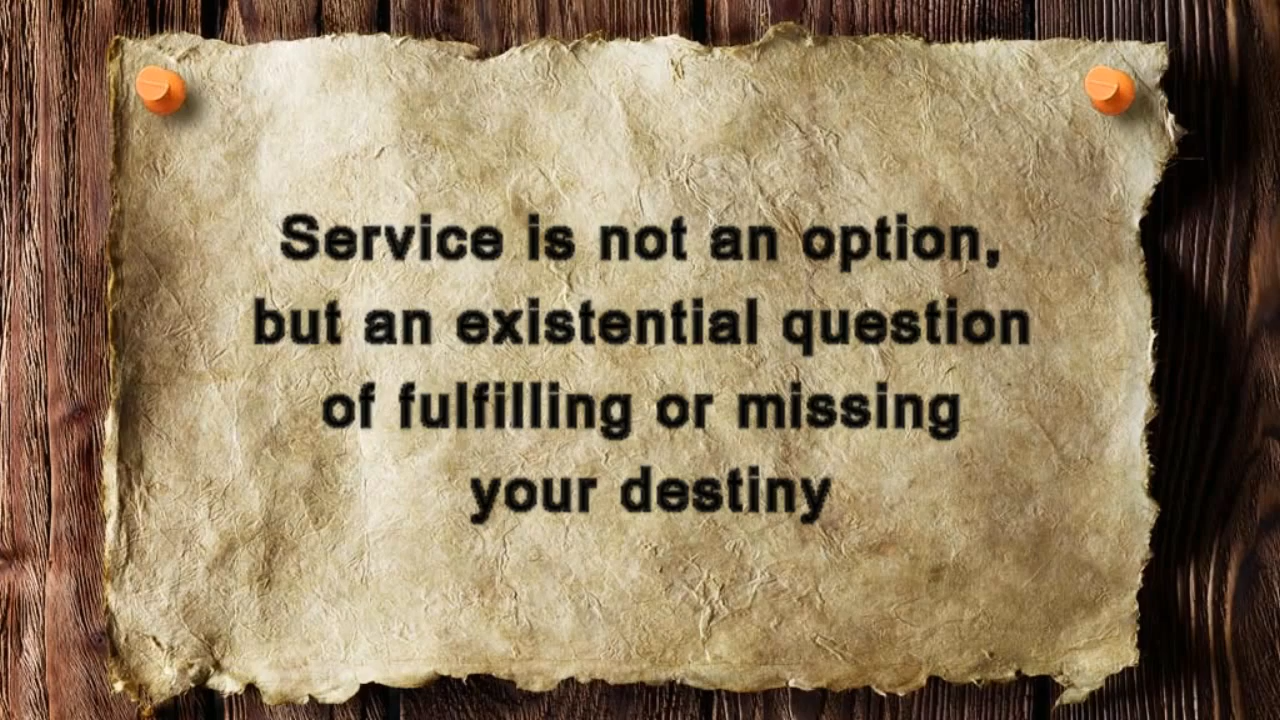 Service is not an option,
but an existential question
of fulfilling or missing
your destiny